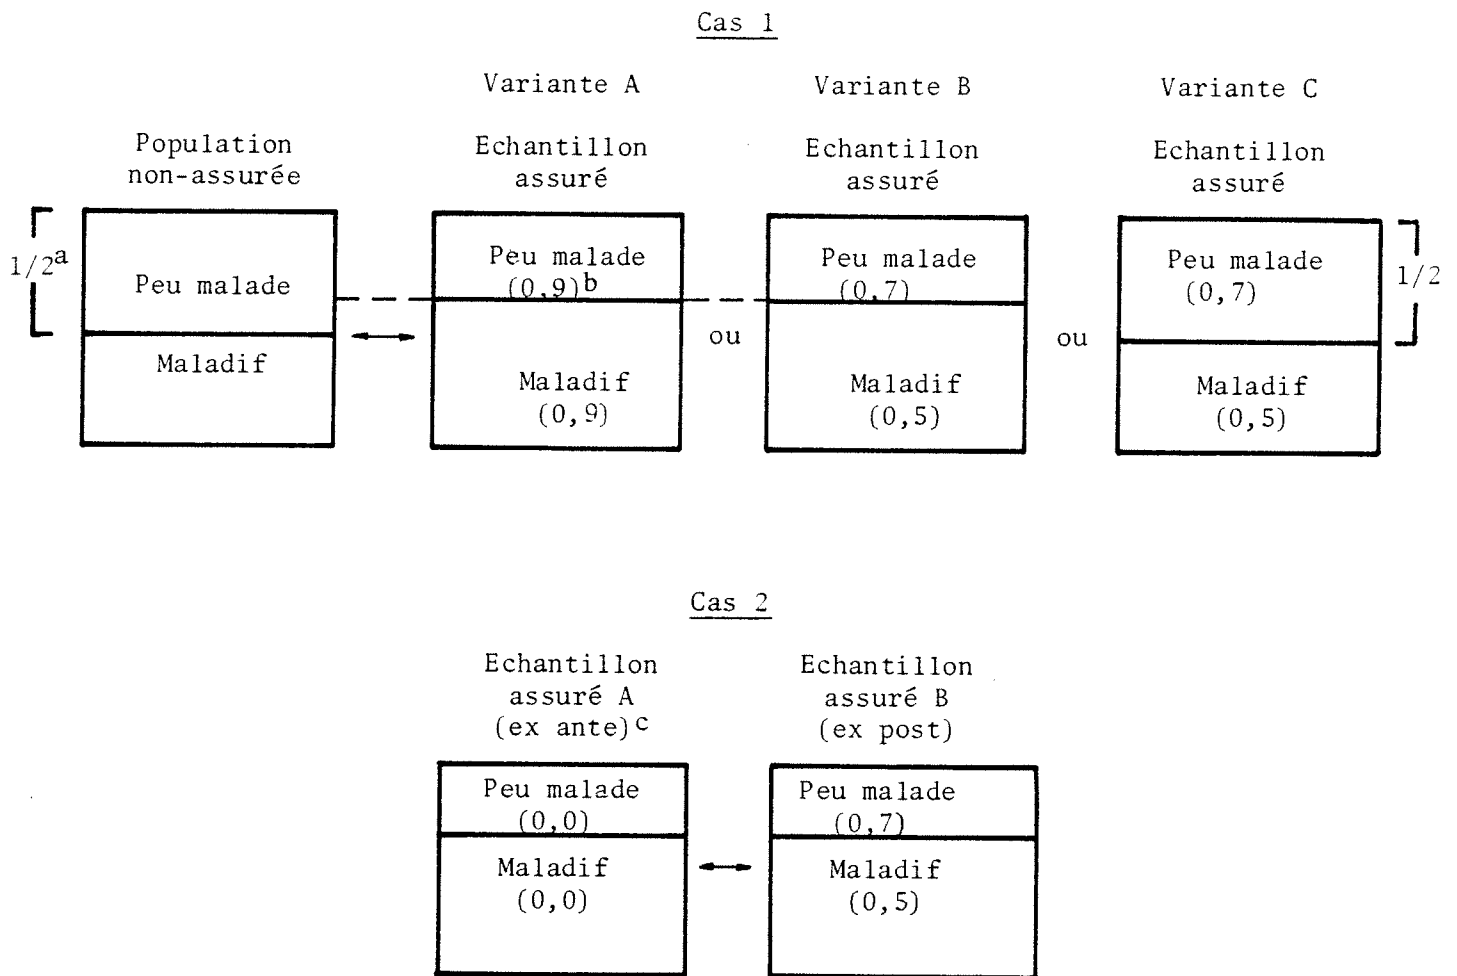 Cas 1
Variante A
Variante B
Variante C
Population
non-assurée
Echantillon
assuré
Echantillon
assuré
Echantillon
assuré
1/2a
Peu malade
Maladif
Peu malade
(0,9)b
Maladif
(0,9)
ou
Peu malade
(0,7)
Maladif
(0,5)
ou
Peu malade
(0,7)
Maladif
(0,5)
1/2
Cas 2
Echantillon
assuré A
(ex ante)c
Echantillon
assuré B
(ex post)
Peu malade
(0,0)
Maladif
(0,0)
Peu malade
(0,7)
Maladif
(0,5)